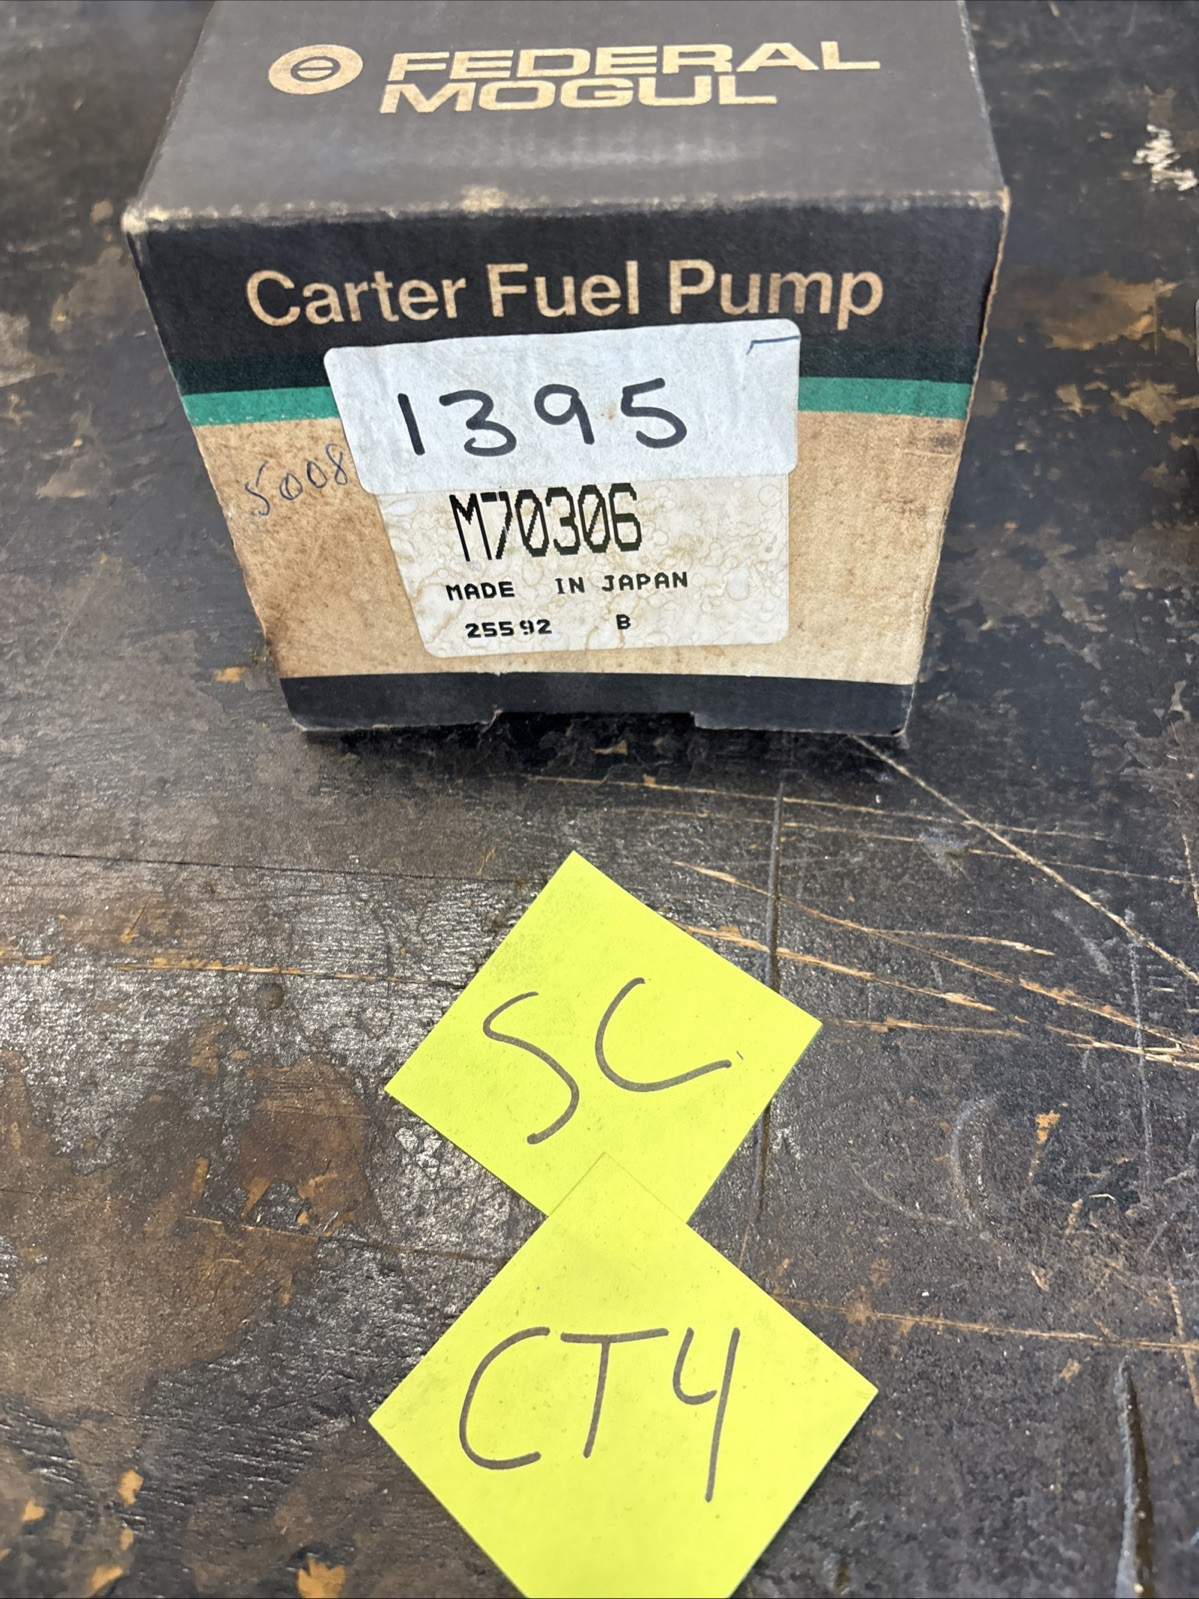 FEDERAL
MOGUL
Carter Fuel Pump
1395
5008
M70306
MADE IN JAPAN
25592 B
SC
CT4